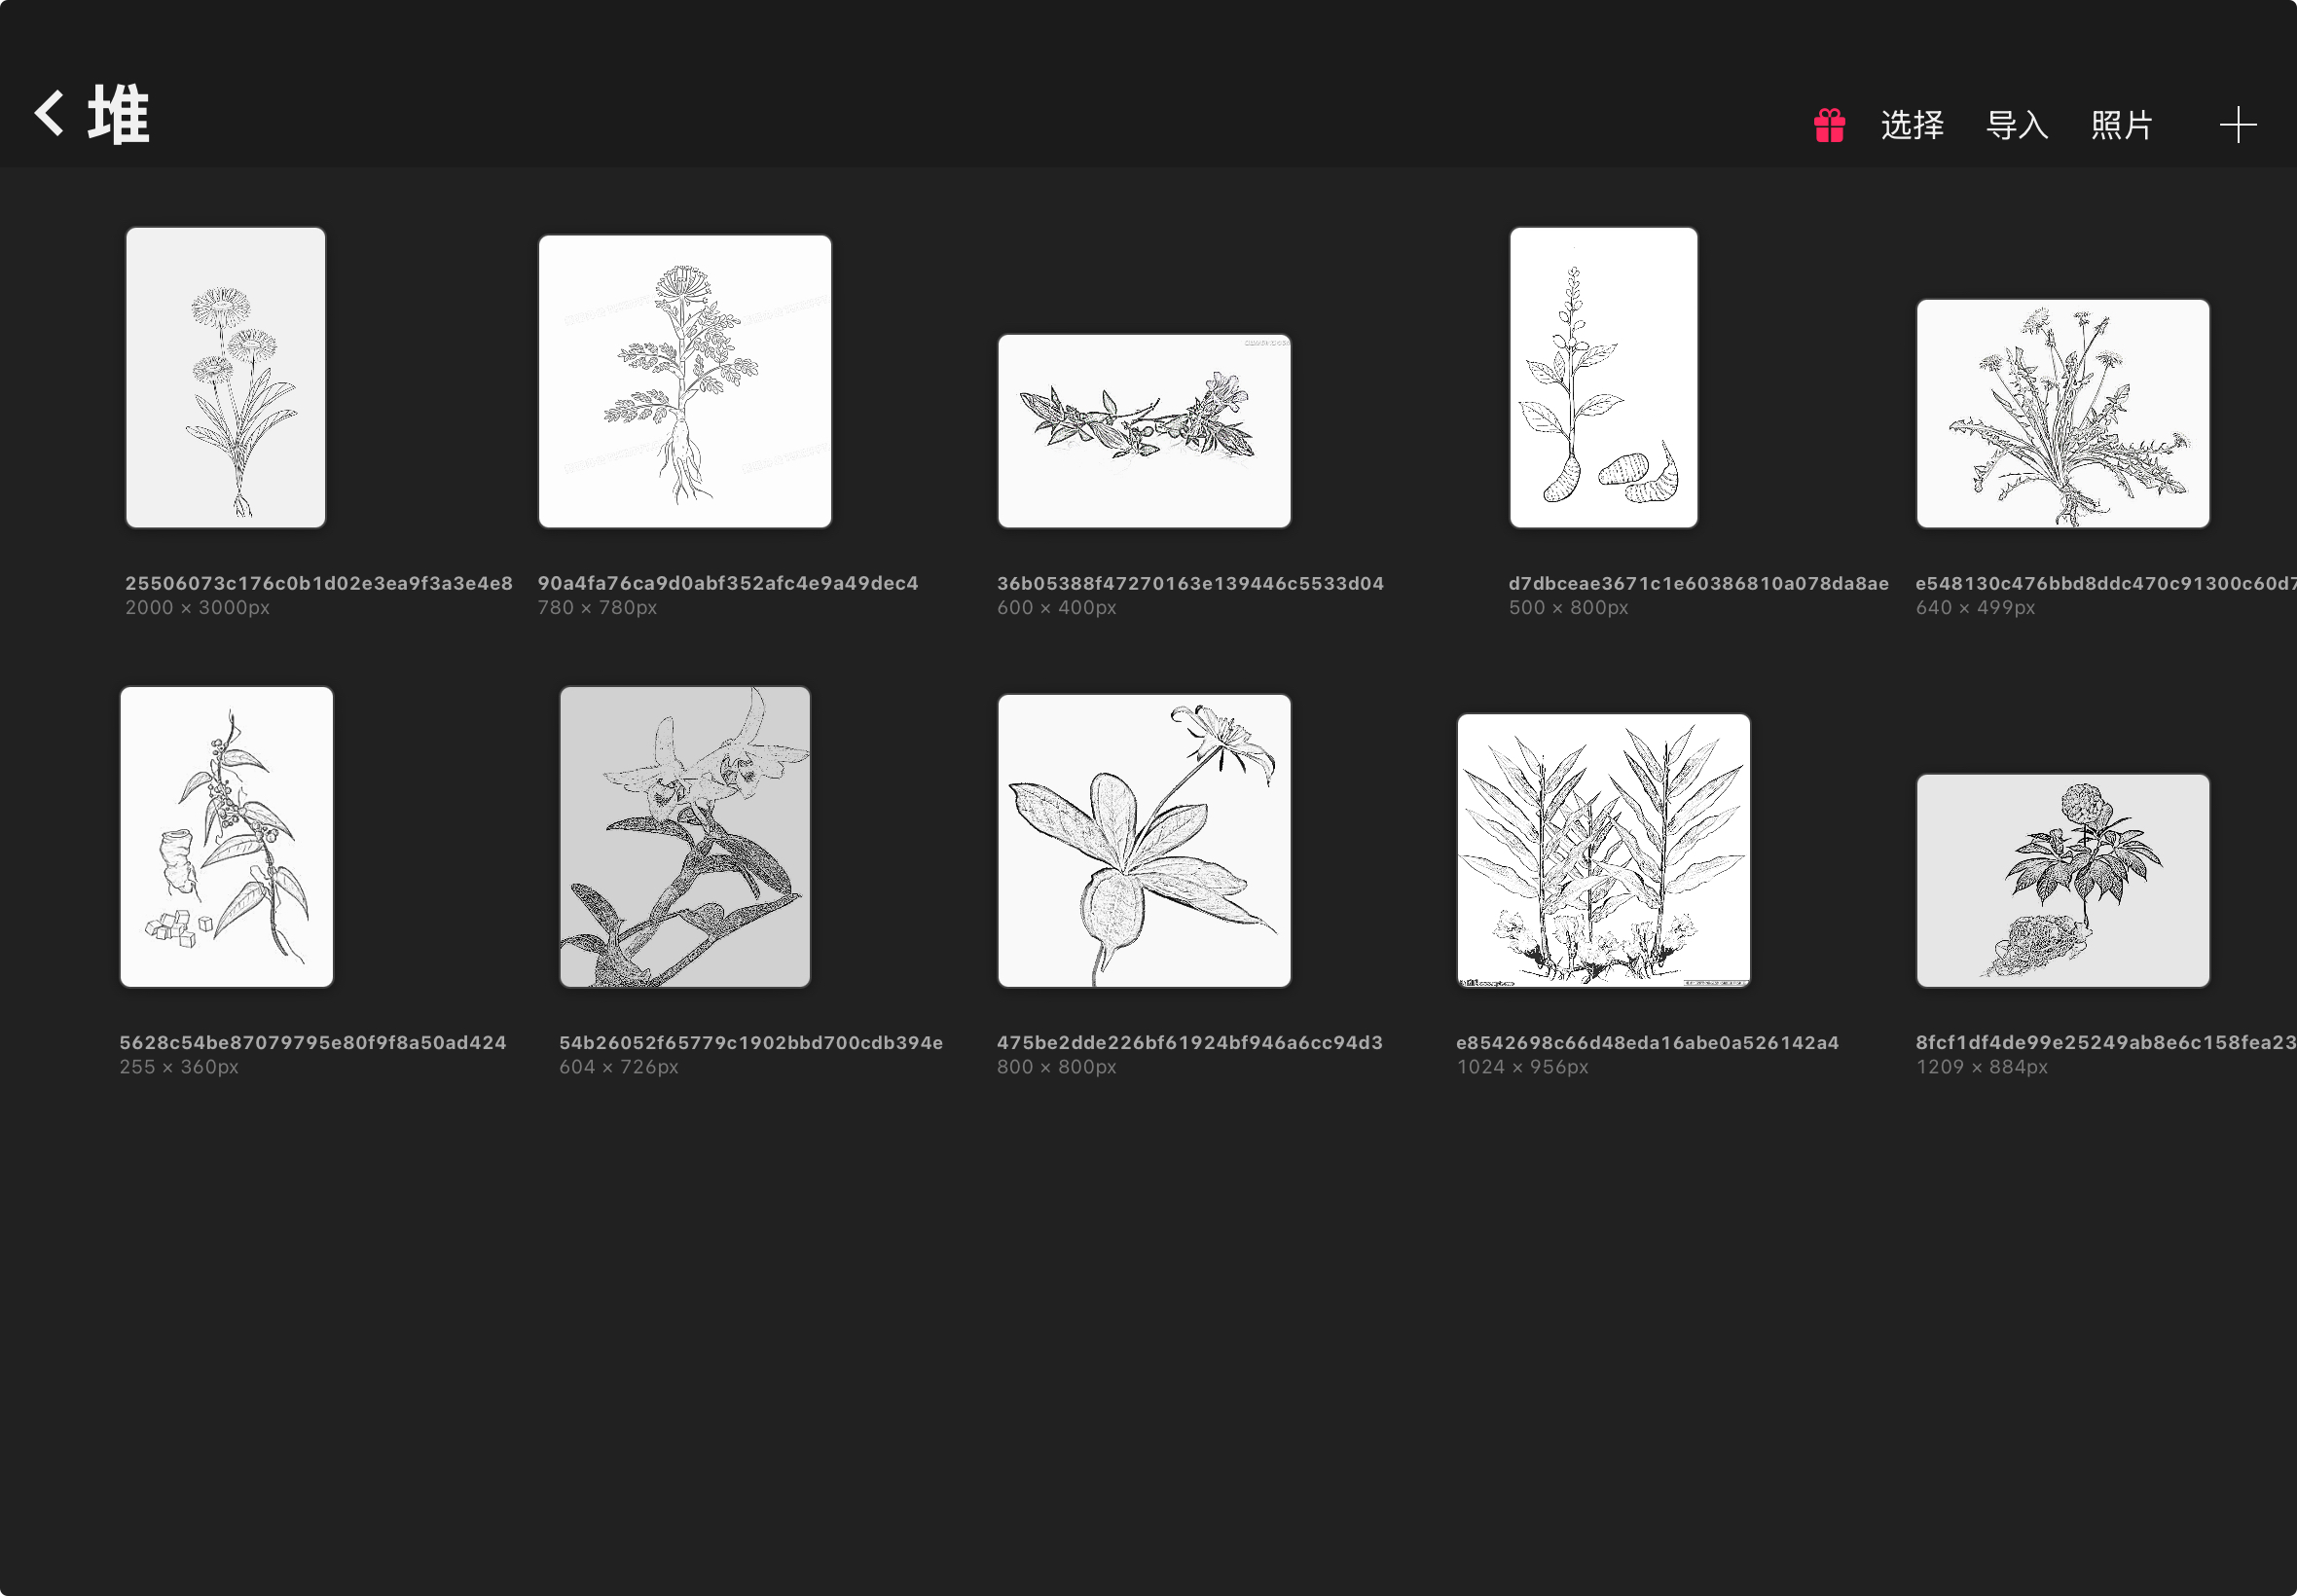 堆
选择 导入 照片
25506073c176c0b1d02e3ea9f3a3e4e8
2000 × 3000px
90a4fa76ca9d0abf352afc4e9a49dec4
780 × 780px
36b05388f47270163e139446c5533d04
600 × 400px
d7dbceae3671c1e60386810a078da8ae
500 × 800px
e548130c476bbd8ddc470c91300c60d7
640 × 499px
5628c54be87079795e80f9f8a50ad424
255 × 360px
54b26052f65779c1902bbd700cdb394e
604 × 726px
475be2dde226bf61924bf946a6cc94d3
800 × 800px
e8542698c66d48eda16abe0a526142a4
1024 × 956px
8fcf1df4de99e25249ab8e6c158fea23
1209 × 884px